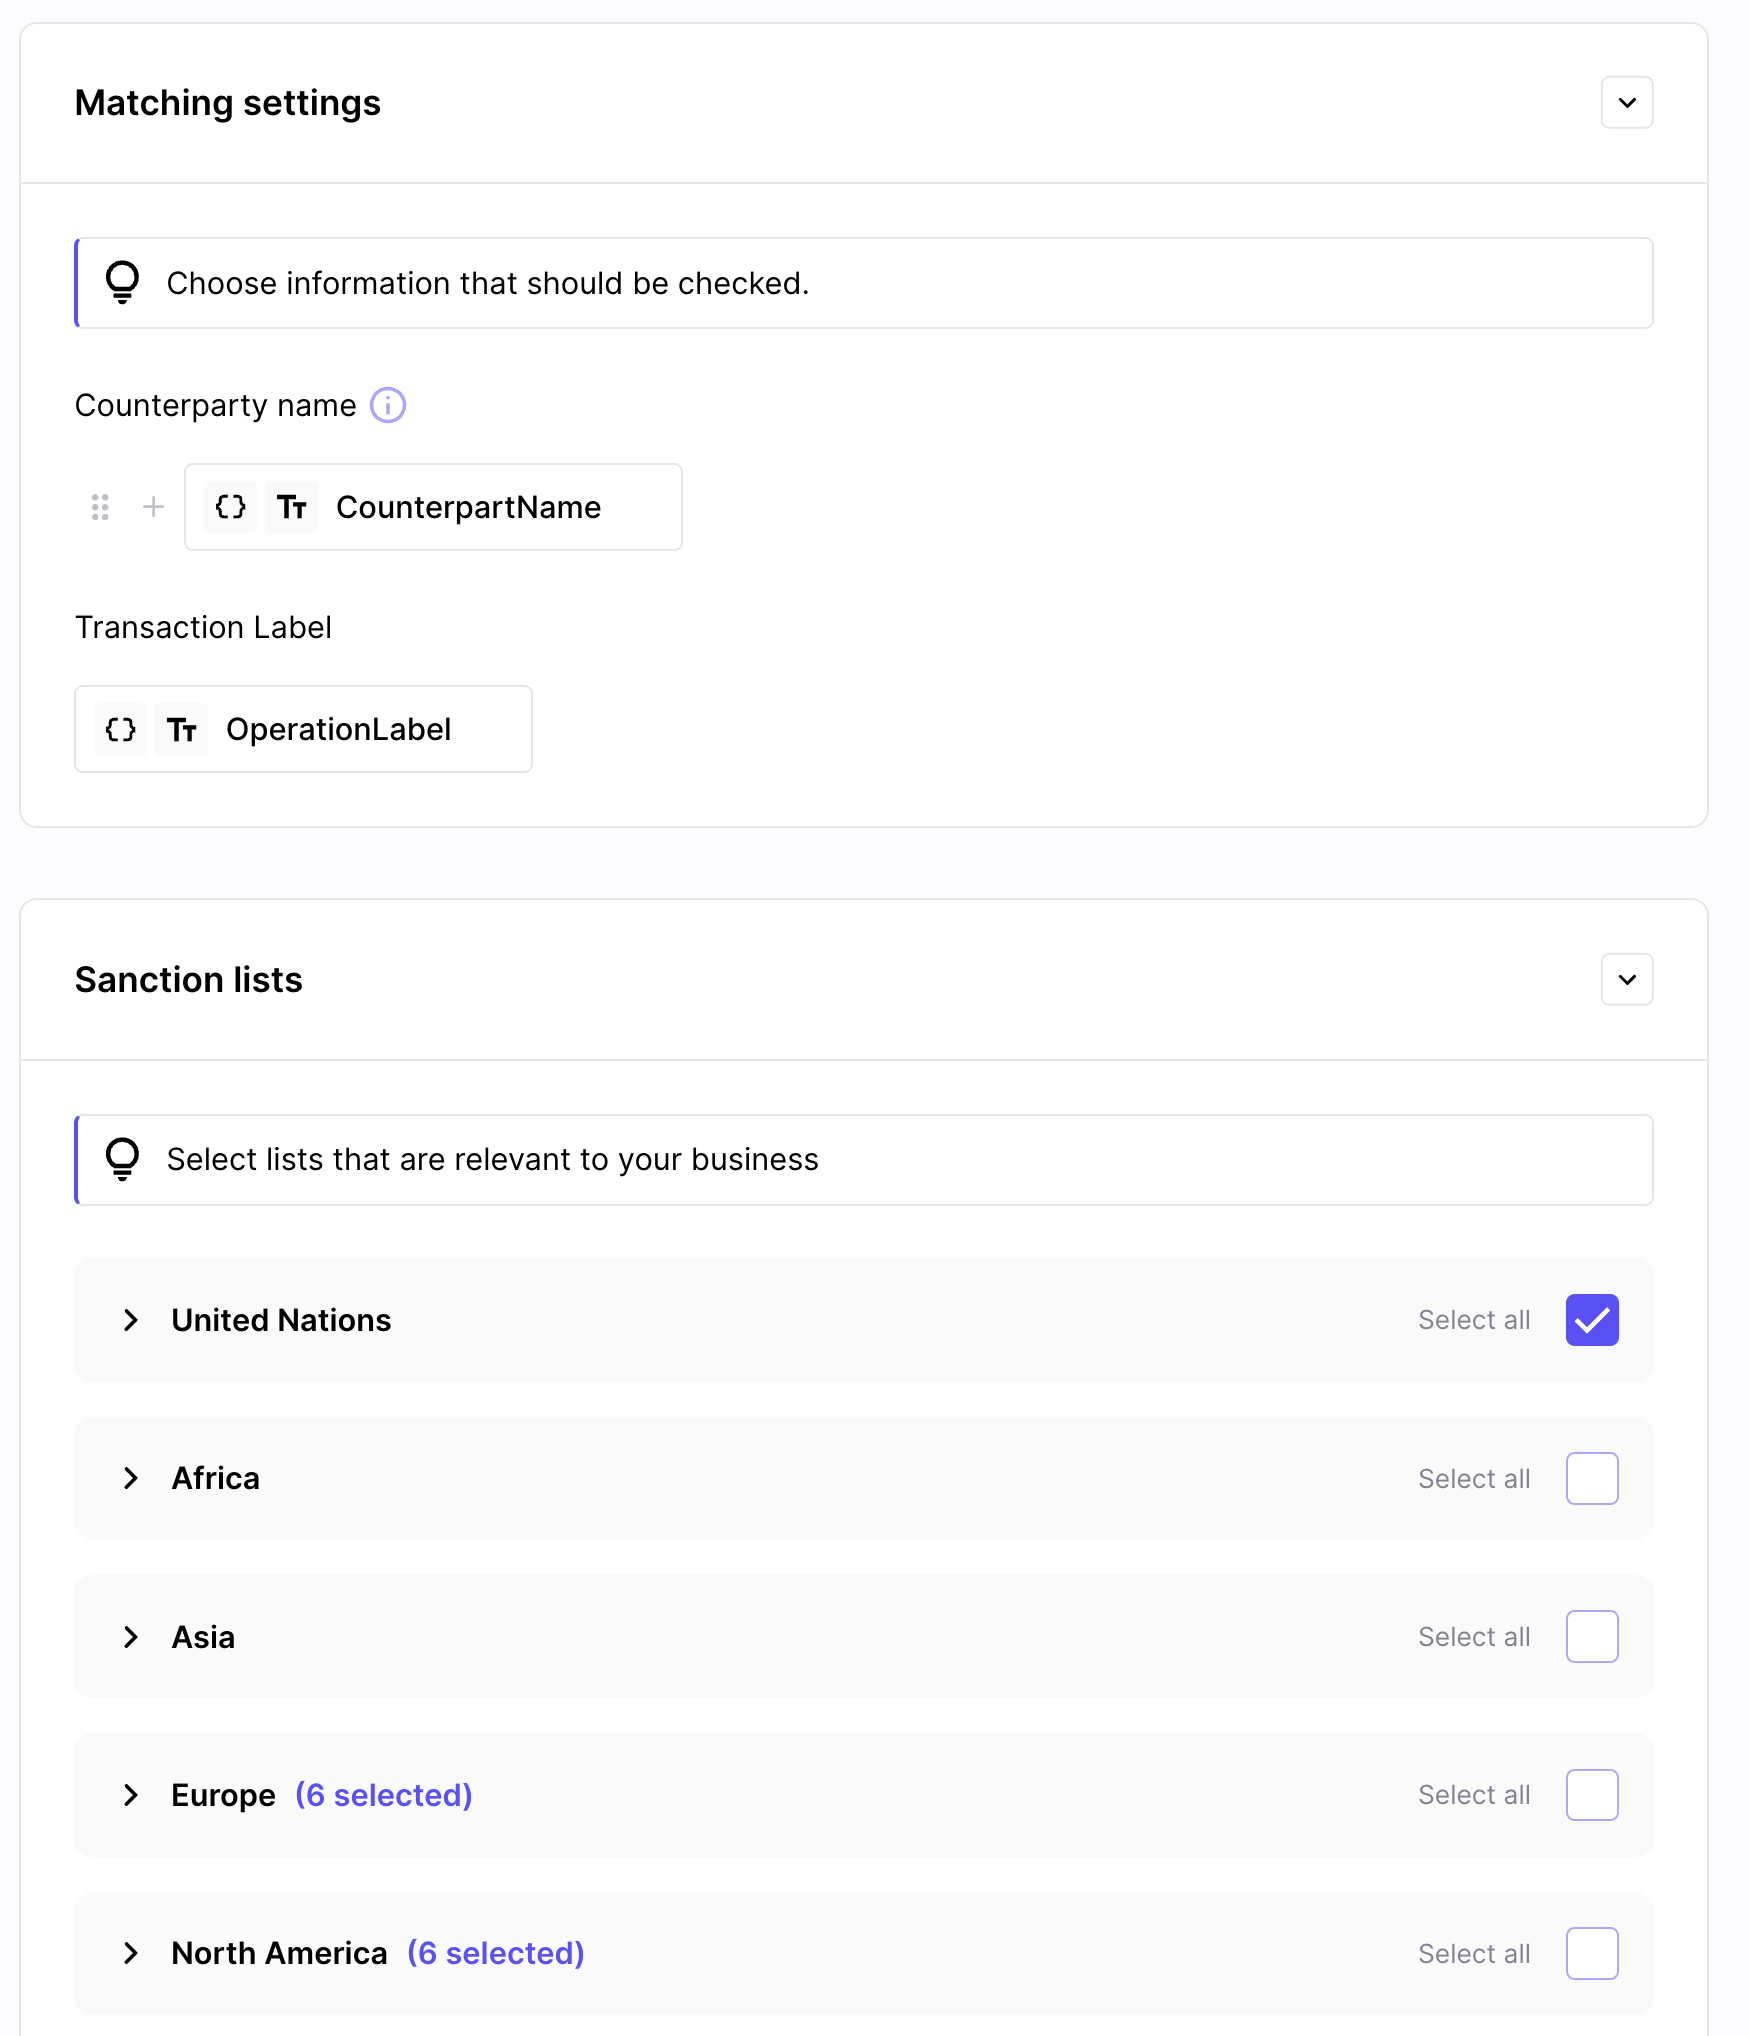 Matching settings
Choose information that should be checked.
Counterparty name
{} TT CounterpartName
Transaction Label
{} TT OperationLabel
Sanction lists
Select lists that are relevant to your business
United Nations Select all
Africa Select all
Asia Select all
Europe (6 selected) Select all
North America (6 selected) Select all